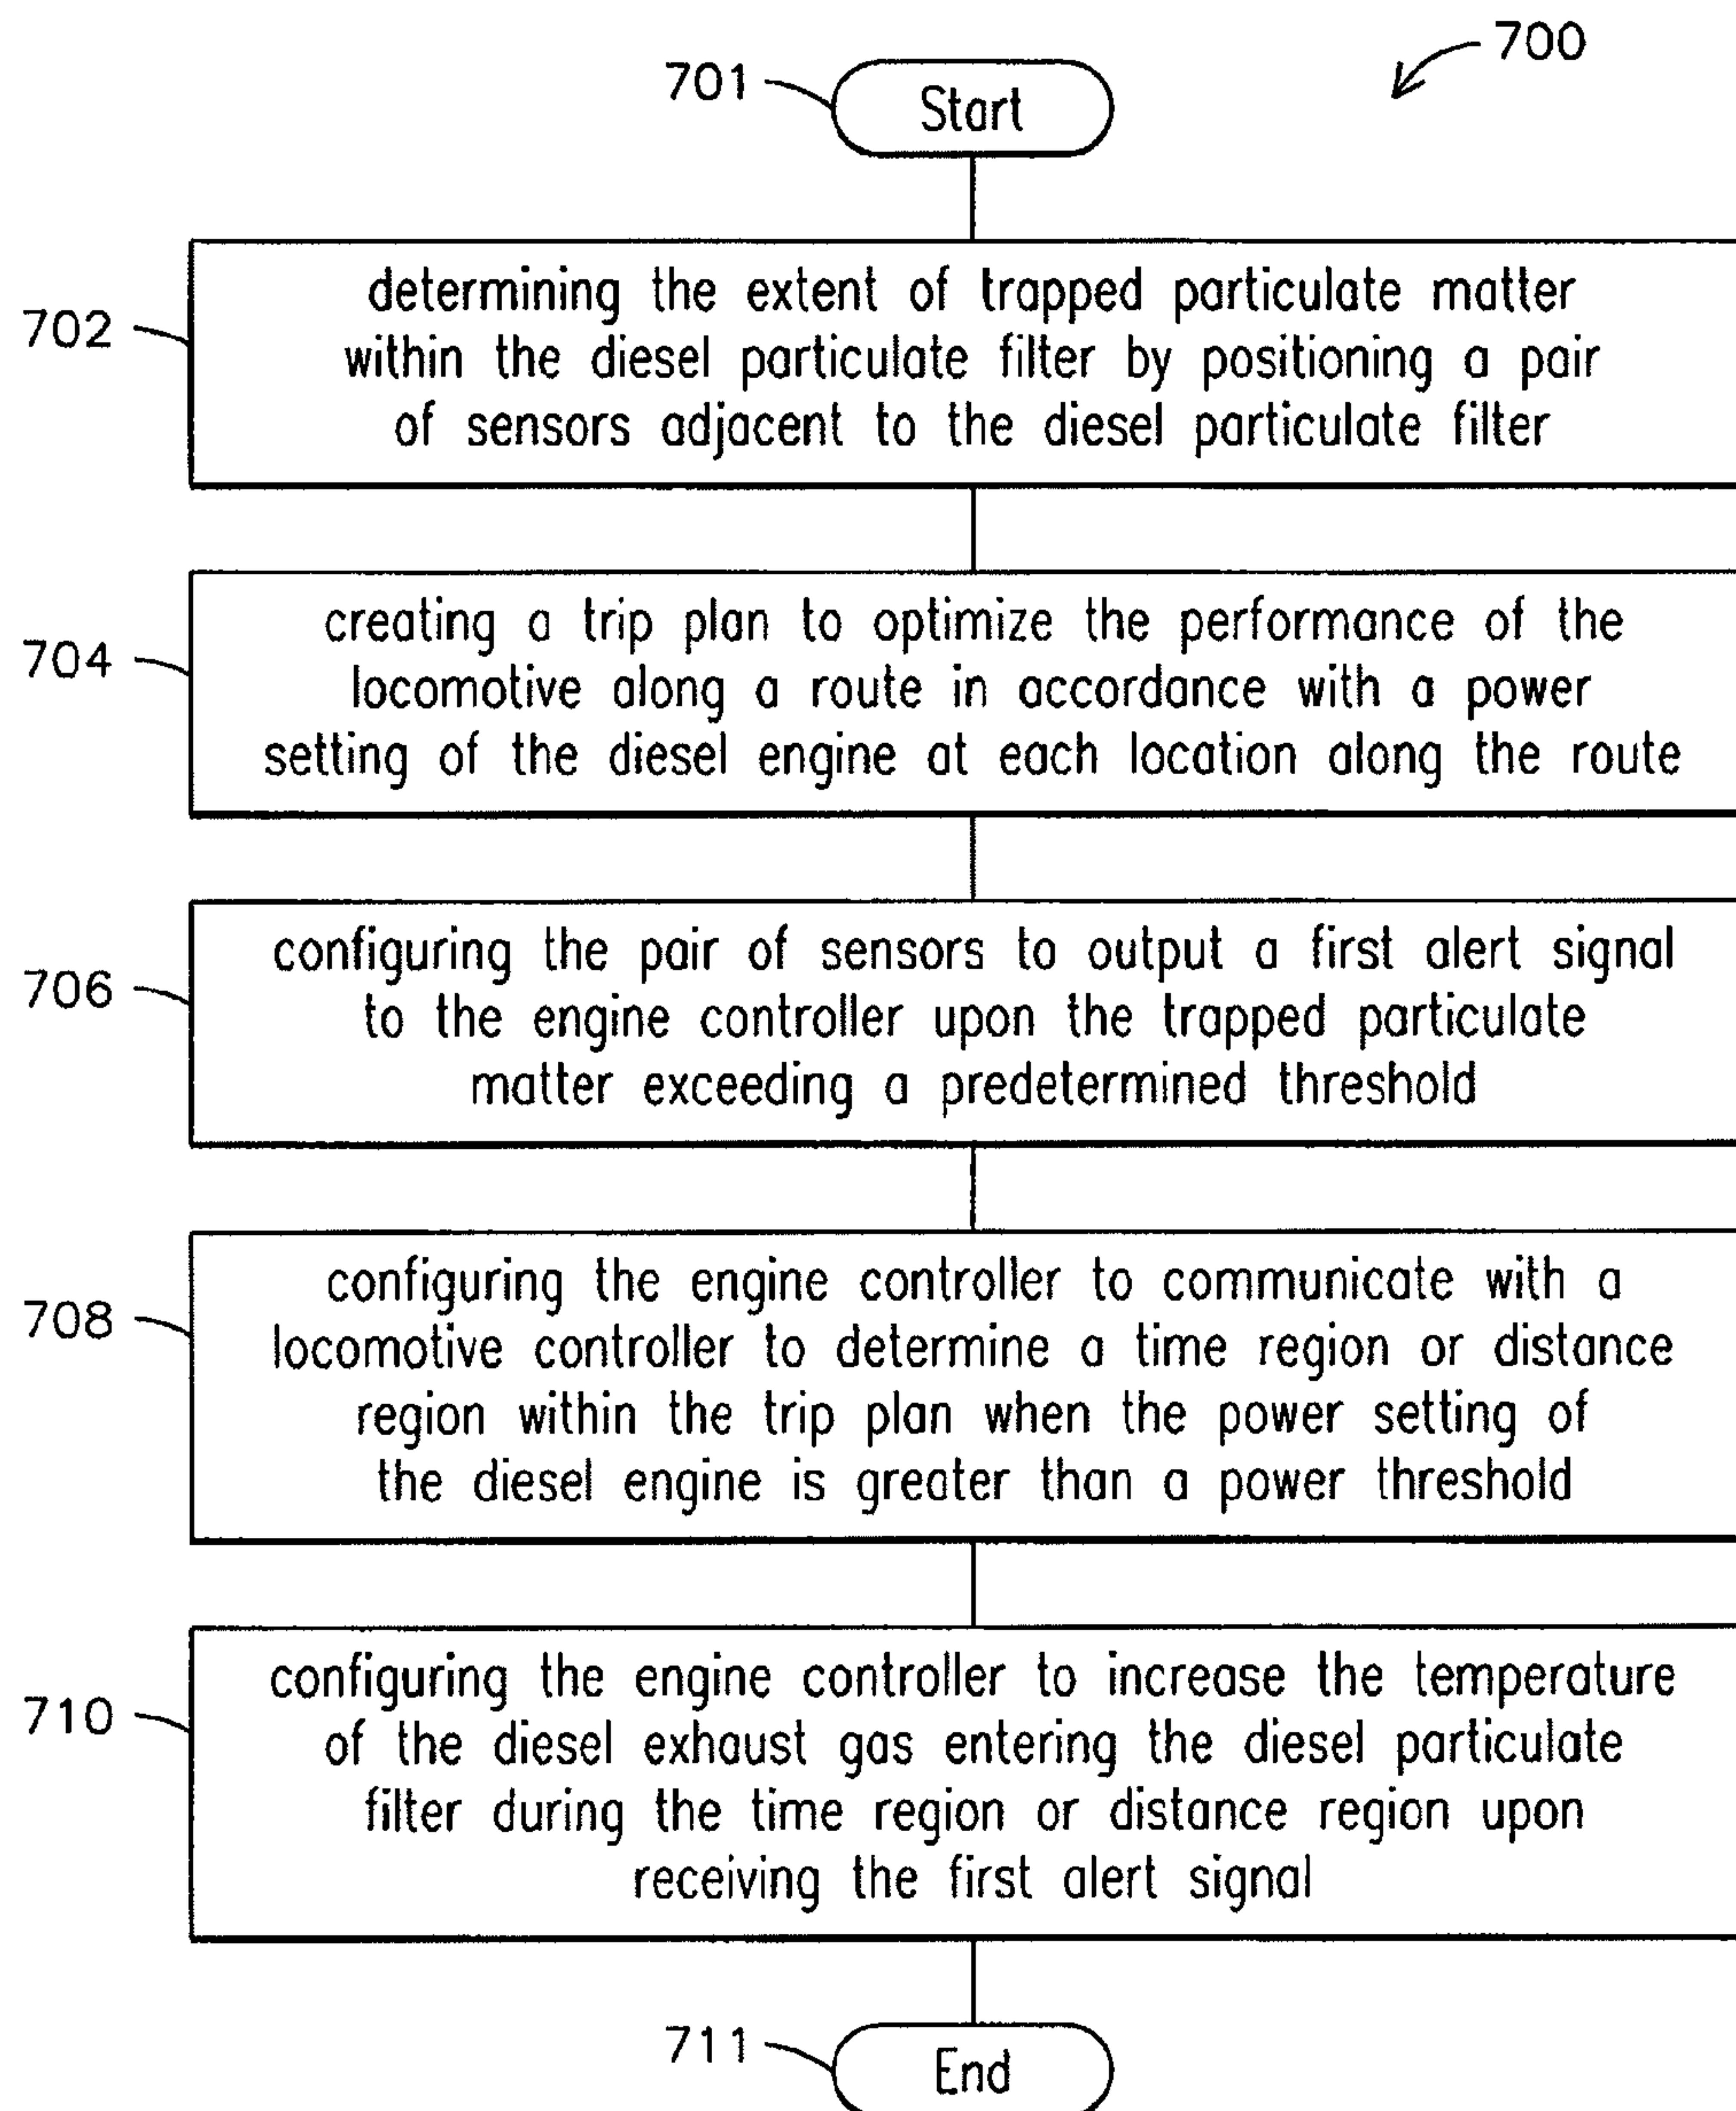 700
701
Start
702
determining the extent of trapped particulate matter
within the diesel particulate filter by positioning a pair
of sensors adjacent to the diesel particulate filter
704
creating a trip plan to optimize the performance of the
locomotive along a route in accordance with a power
setting of the diesel engine at each location along the route
706
configuring the pair of sensors to output a first alert signal
to the engine controller upon the trapped particulate
matter exceeding a predetermined threshold
708
configuring the engine controller to communicate with a
locomotive controller to determine a time region or distance
region within the trip plan when the power setting of
the diesel engine is greater than a power threshold
710
configuring the engine controller to increase the temperature
of the diesel exhaust gas entering the diesel particulate
filter during the time region or distance region upon
receiving the first alert signal
711
End